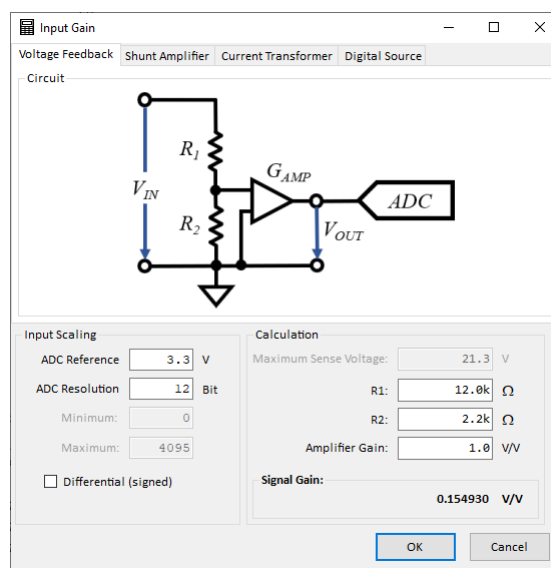 Input Gain
Voltage Feedback Shunt Amplifier Current Transformer Digital Source
Circuit
R1
GAMP
VIN
ADC
R2
VOUT
Input Scaling
ADC Reference 3.3 V
ADC Resolution 12 Bit
Minimum: 0
Maximum: 4095
Differential (signed)
Calculation
Maximum Sense Voltage: 21.3 V
R1: 12.0k Ω
R2: 2.2k Ω
Amplifier Gain: 1.0 V/V
Signal Gain:
0.154930 V/V
OK Cancel